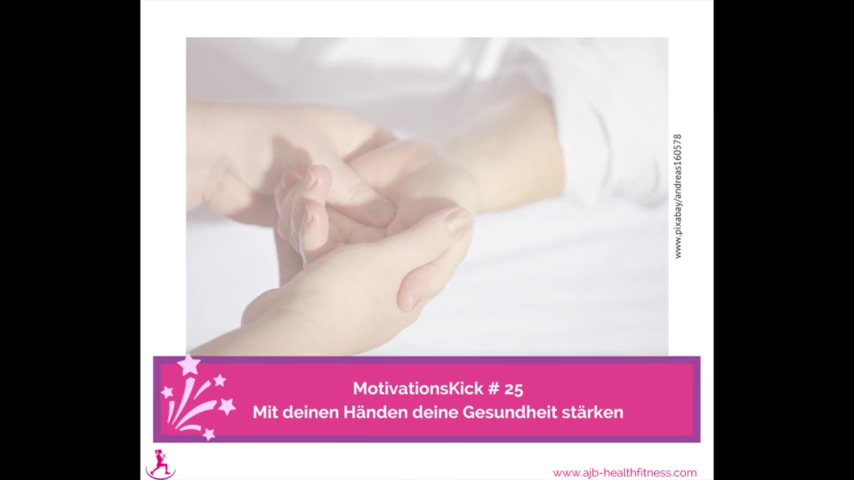 www.pixabay/andreas160578
MotivationsKick # 25
Mit deinen Händen deine Gesundheit stärken
www.ajb-healthfitness.com